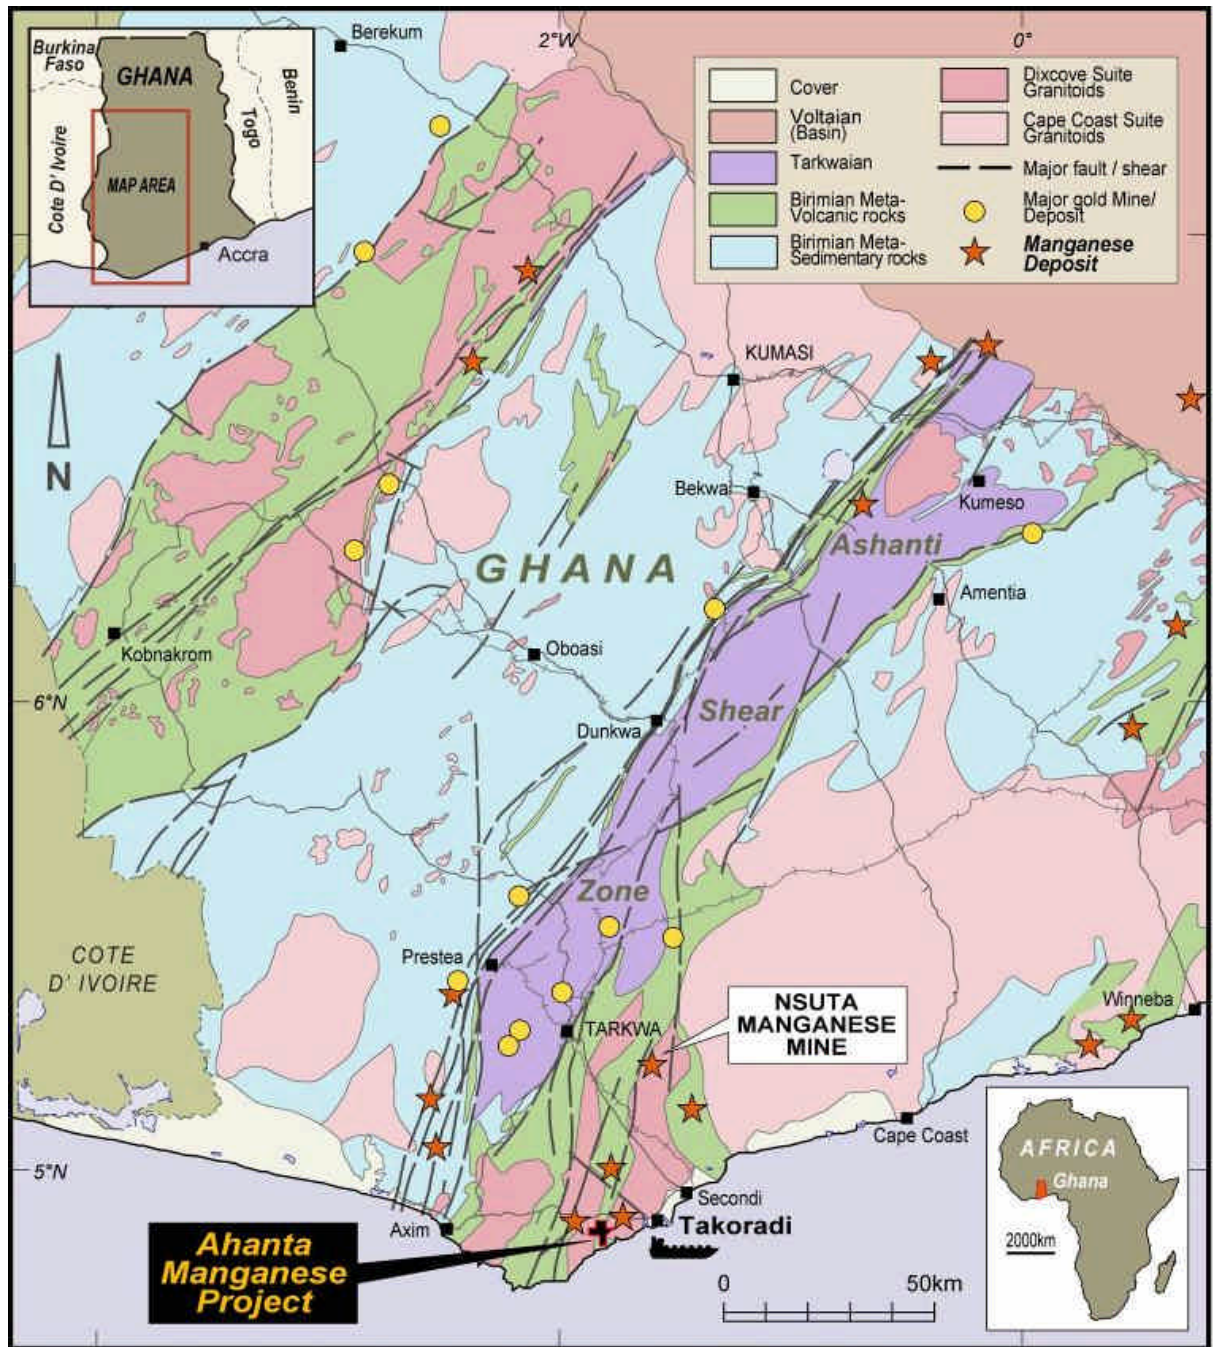 Berekum
2°W
0°
Burkina
Faso
GHANA
Benin
Togo
Cote D' Ivoire
MAP AREA
Accra
Cover
Voltaian
(Basin)
Tarkwaian
Birimian Meta-
Volcanic rocks
Birimian Meta-
Sedimentary rocks
Dixcove Suite
Granitoids
Cape Coast Suite
Granitoids
Major fault / shear
Major gold Mine/
Deposit
Manganese
Deposit
N
KUMASI
Bekwai
Kumeso
GHANA
Ashanti
Amentia
Kobnakrom
Oboasi
6°N
Shear
Dunkwa
Zone
COTE
D' IVOIRE
Prestea
NSUTA
MANGANESE
MINE
Winneba
TARKWA
Cape Coast
5°N
Secondi
Axim
Takoradi
Ahanta
Manganese
Project
0
50km
AFRICA
Ghana
2000km